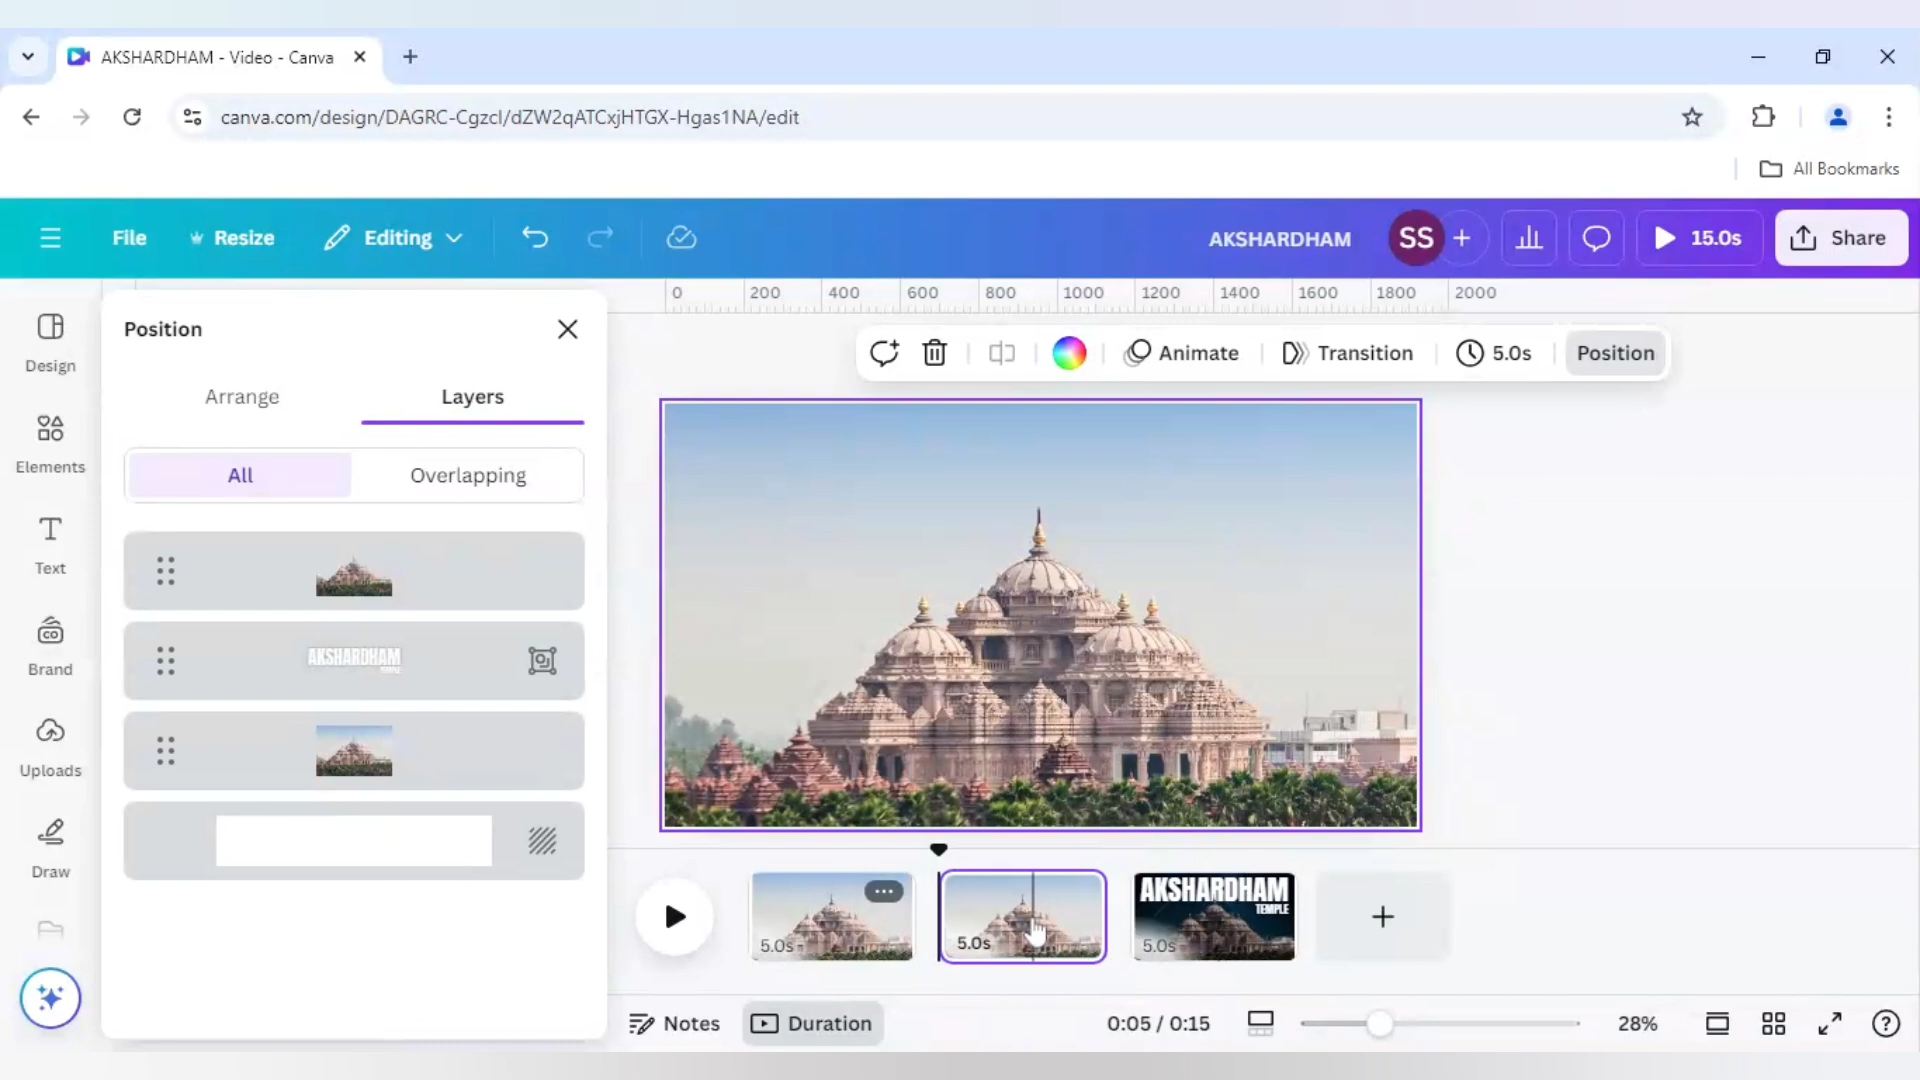 AKSHARDHAM - Video - Canva
canva.com/design/DAGRC-Cgzcl/dZW2qATCxjHTGX-Hgas1NA/edit
All Bookmarks
File
Resize
Editing
AKSHARDHAM
SS
15.0s
Share
Design
Elements
Text
Brand
Uploads
Draw
Position
Arrange
Layers
All
Overlapping
AKSHARDHAM
TEMPLE
0
200
400
600
800
1000
1200
1400
1600
1800
2000
Animate
Transition
5.0s
Position
5.0s
5.0s
AKSHARDHAM
TEMPLE
5.0s
Notes
Duration
0:05 / 0:15
28%